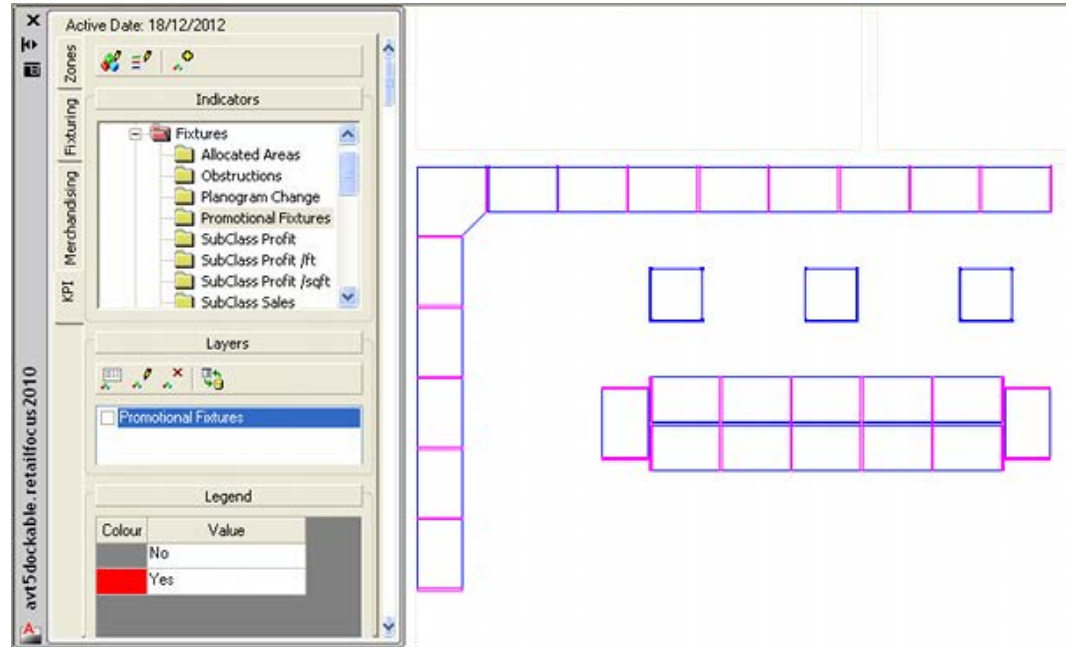 Active Date: 18/12/2012
Zones
Fixturing
Merchandising
KPI
Indicators
Fixtures
Allocated Areas
Obstructions
Planogram Change
Promotional Fixtures
SubClass Profit
SubClass Profit /ft
SubClass Profit /sqft
SubClass Sales
Layers
Promotional Fixtures
Legend
Colour Value
No
Yes
avt5dockable.retailfocus2010